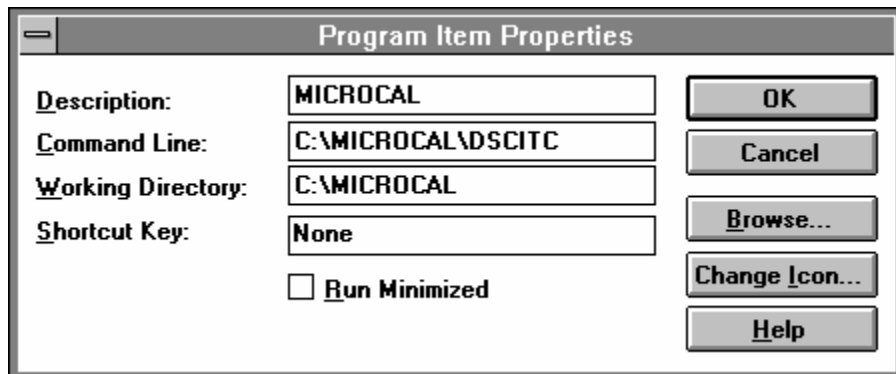 Program Item Properties
Description: MICROCAL OK
Command Line: C:\MICROCAL\DSCITC Cancel
Working Directory: C:\MICROCAL
Shortcut Key: None Browse...
Run Minimized Change Icon...
Help